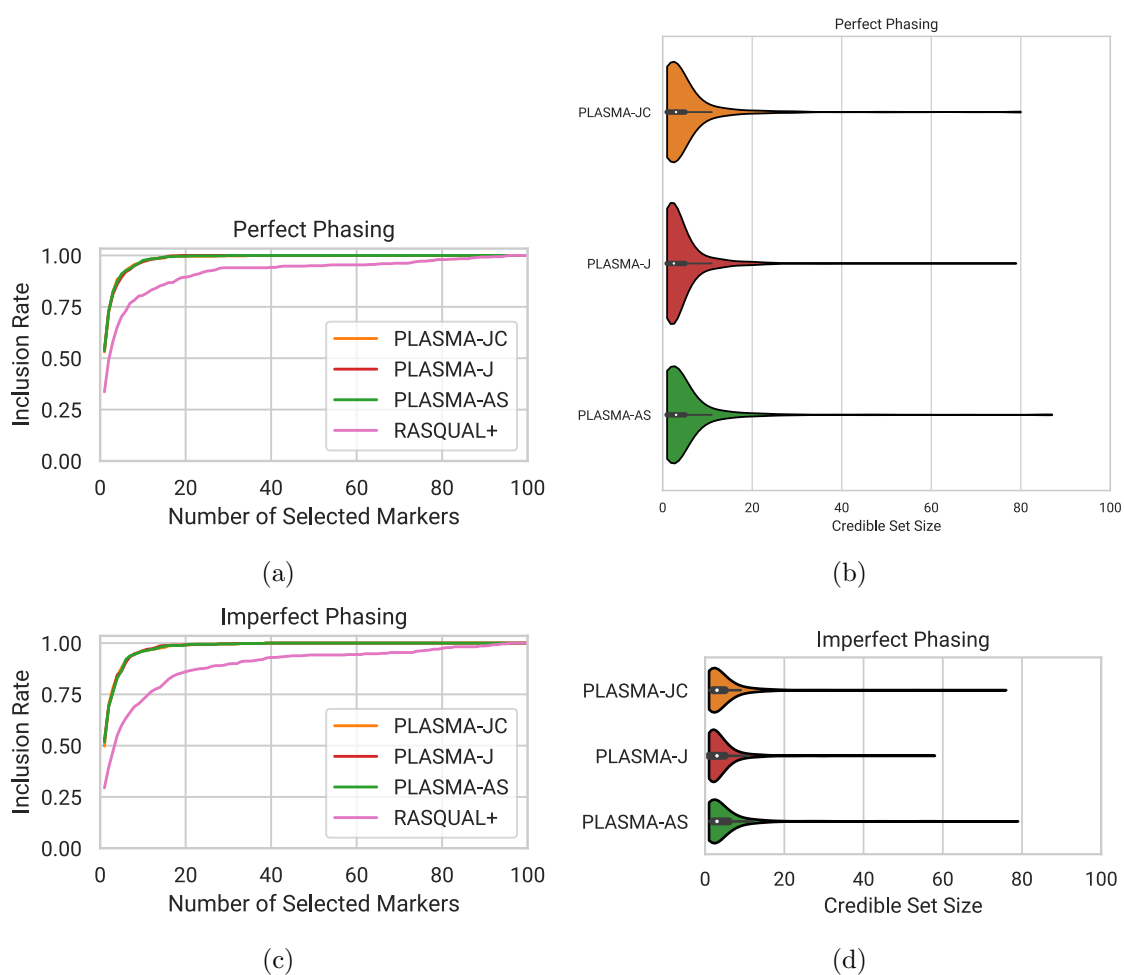 Perfect Phasing
1.00
0.75
0.50
0.25
0.00
Inclusion Rate
0 20 40 60 80 100
Number of Selected Markers
PLASMA-JC
PLASMA-J
PLASMA-AS
RASQUAL+
(a)
Perfect Phasing
PLASMA-JC
PLASMA-J
PLASMA-AS
0 20 40 60 80 100
Credible Set Size
(b)
Imperfect Phasing
1.00
0.75
0.50
0.25
0.00
Inclusion Rate
0 20 40 60 80 100
Number of Selected Markers
PLASMA-JC
PLASMA-J
PLASMA-AS
RASQUAL+
(c)
Imperfect Phasing
PLASMA-JC
PLASMA-J
PLASMA-AS
0 20 40 60 80 100
Credible Set Size
(d)